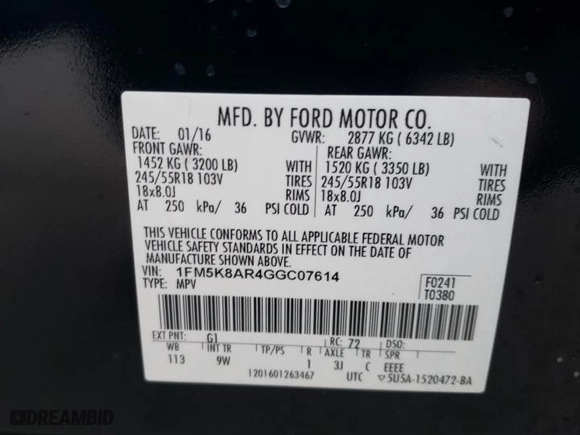 MFD. BY FORD MOTOR CO.
DATE: 01/16 GVWR: 2877 KG ( 6342 LB)
FRONT GAWR: REAR GAWR:
1452 KG ( 3200 LB) WITH 1520 KG ( 3350 LB) WITH
245/55R18 103V TIRES 245/55R18 103V TIRES
18x8.0J RIMS 18x8.0J RIMS
AT 250 kPa/ 36 PSI COLD AT 250 kPa/ 36 PSI COLD
THIS VEHICLE CONFORMS TO ALL APPLICABLE FEDERAL MOTOR
VEHICLE SAFETY STANDARDS IN EFFECT ON THE DATE OF
MANUFACTURE SHOWN ABOVE.
VIN: 1FM5K8AR4GGC07614 F0241
TYPE: MPV T0380
EXT PNT: G1 RC: 72 DSO:
WB INT TR TP/PS R AXLE TR SPR
113 9W 1 3J C EEEE
1201601263467 UTC 5U5A-1520472-BA
DREAMBID